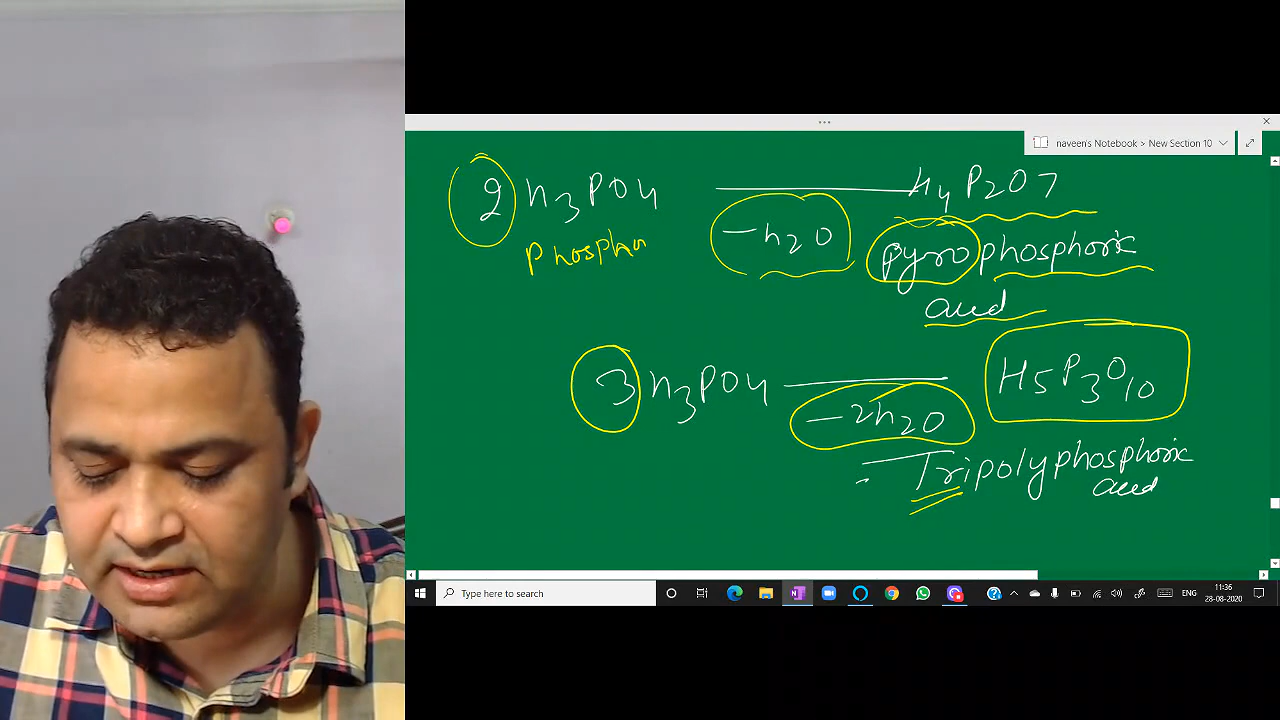 naveen's Notebook > New Section 10
2 H3PO4 H4P2O7
-H2O
Phospho
pyrophosphoric
acid
3 H3PO4 H5P3O10
-2H2O
Tripolyphosphoric
acid
Type here to search
ENG
11:36
28-08-2020